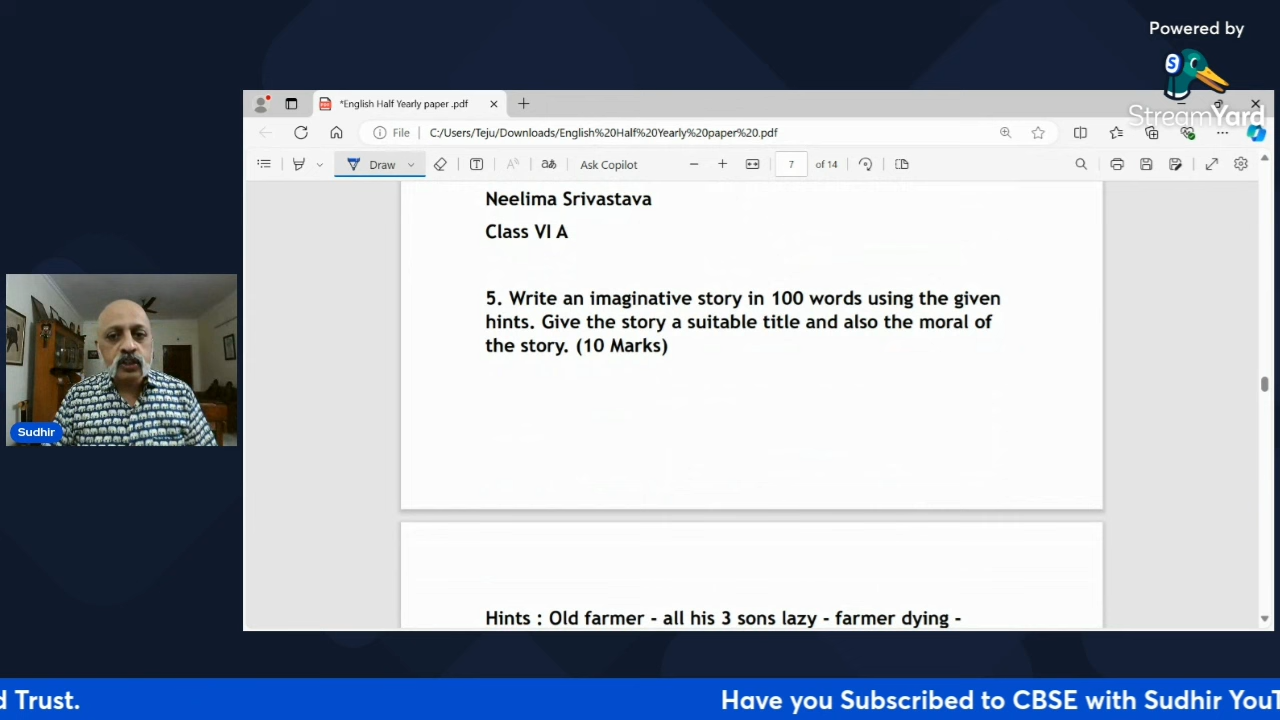 Powered by
S
StreamYard
*English Half Yearly paper .pdf
File C:/Users/Teju/Downloads/English%20Half%20Yearly%20paper%20.pdf
Draw
aあ
Ask Copilot
7 of 14
Neelima Srivastava
Class VI A
5. Write an imaginative story in 100 words using the given
hints. Give the story a suitable title and also the moral of
the story. (10 Marks)
Sudhir
Hints : Old farmer - all his 3 sons lazy - farmer dying -
d Trust.
Have you Subscribed to CBSE with Sudhir YouT